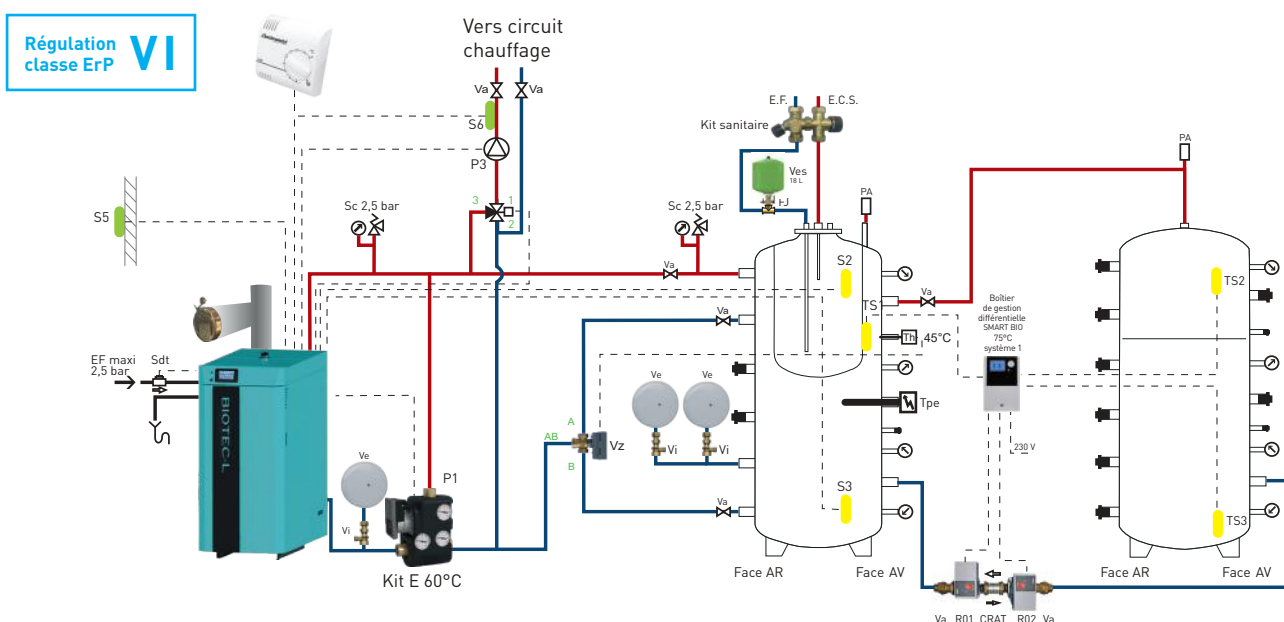 Régulation
classe ErP
VI
Vers circuit
chauffage
Va
Va
S6
P3
3
1
2
S5
Sc 2,5 bar
Sc 2,5 bar
E.F.
E.C.S.
Kit sanitaire
Ves
18 L
PA
PA
Va
Va
Va
S2
TS1
Th
45°C
Boîtier
de gestion
différentielle
SMART BIO
75°C
système 1
TS2
EF maxi
2,5 bar
Sdt
BIOTEC-L
Ve
Ve
Ve
Vi
Vi
Vi
A
AB
B
Vz
Tpe
230 V
P1
Kit E 60°C
Va
S3
TS3
Face AR
Face AV
Face AR
Face AV
Va
R01
CRAT
R02
Va